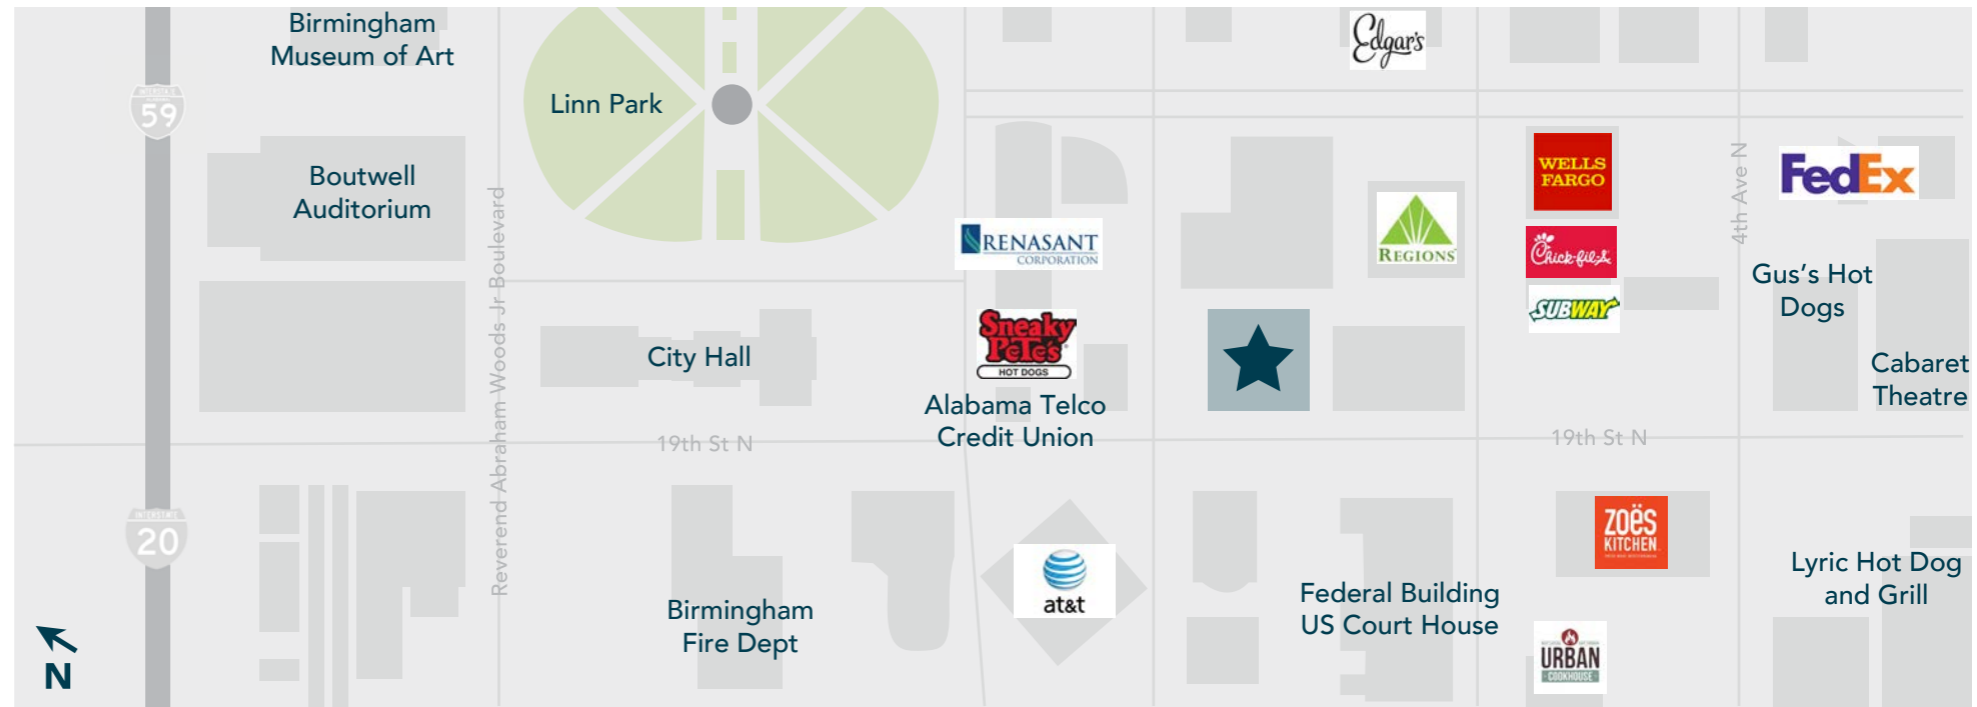 Birmingham
Museum of Art
Edgar's
INTERSTATE
59
Linn Park
Boutwell
Auditorium
Reverend Abraham Woods Jr Boulevard
RENASANT
CORPORATION
REGIONS
WELLS
FARGO
Chick-fil-A
SUBWAY
4th Ave N
FedEx
Gus's Hot
Dogs
Sneaky
PeTe's
HOT DOGS
City Hall
Cabaret
Theatre
Alabama Telco
Credit Union
19th St N
19th St N
INTERSTATE
20
at&t
ZOËS
KITCHEN
Lyric Hot Dog
and Grill
Birmingham
Fire Dept
Federal Building
US Court House
URBAN
COOKHOUSE
N